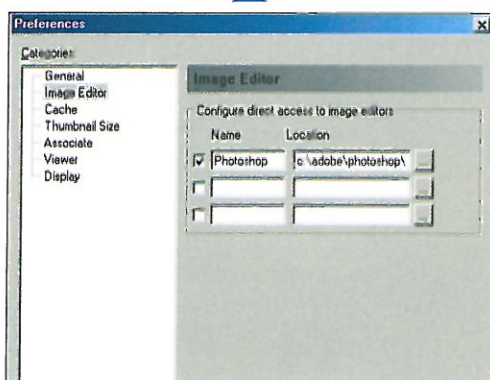 Preferences
Categories:
General
Image Editor
Cache
Thumbnail Size
Associate
Viewer
Display
Image Editor
Configure direct access to image editors
Name Location
Photoshop c:\adobe\photoshop\
...
...
...